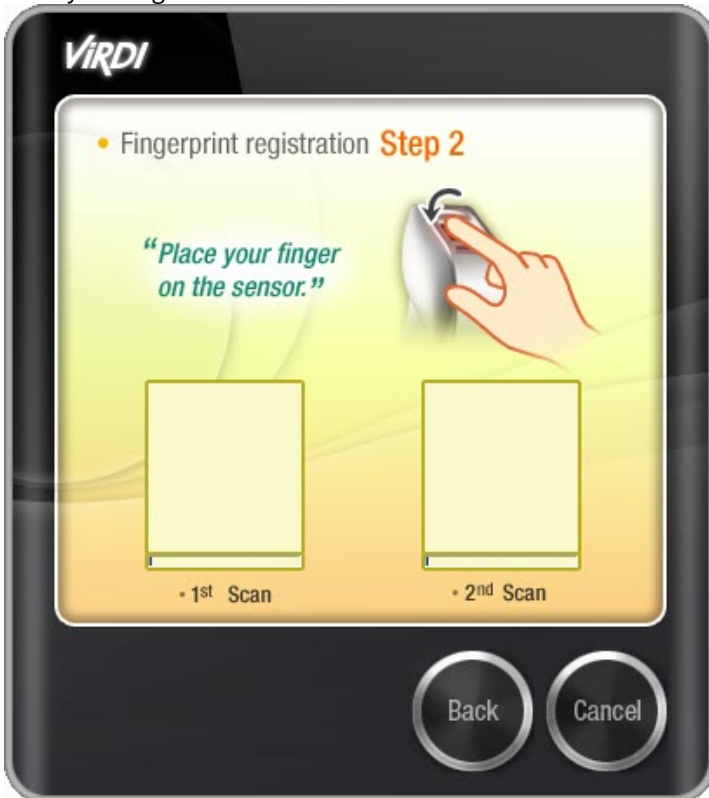 ViRDI
• Fingerprint registration Step 2
“Place your finger
on the sensor.”
• 1st Scan
• 2nd Scan
Back
Cancel